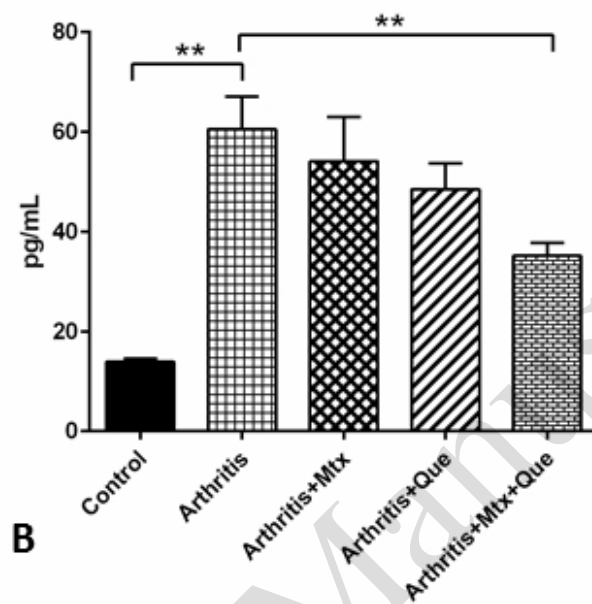 80
**
**
60
40
20
0
pg/mL
Control
Arthritis
Arthritis+Mtx
Arthritis+Que
Arthritis+Mtx+Que
B